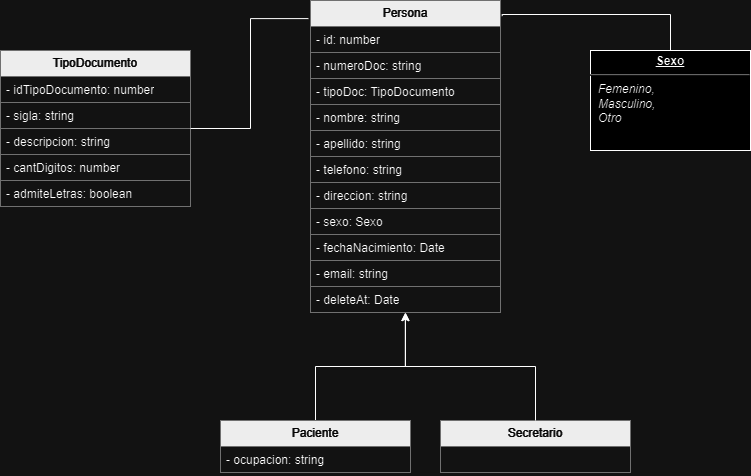 Persona
- id: number
- numeroDoc: string
- tipoDoc: TipoDocumento
- nombre: string
- apellido: string
- telefono: string
- direccion: string
- sexo: Sexo
- fechaNacimiento: Date
- email: string
- deleteAt: Date
TipoDocumento
- idTipoDocumento: number
- sigla: string
- descripcion: string
- cantDigitos: number
- admiteLetras: boolean
Sexo
Femenino,
Masculino,
Otro
Paciente
- ocupacion: string
Secretario